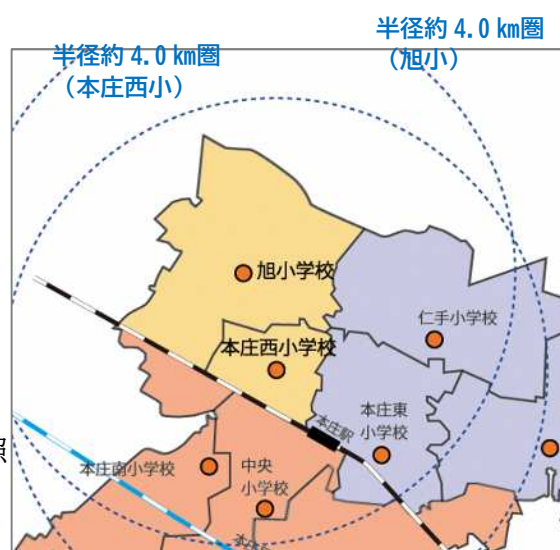 半径約 4.0 km圏
（旭小）
半径約 4.0 km圏
（本庄西小）
旭小学校
仁手小学校
本庄西小学校
本庄駅
本庄東
小学校
照
本庄南小学校
中央
小学校